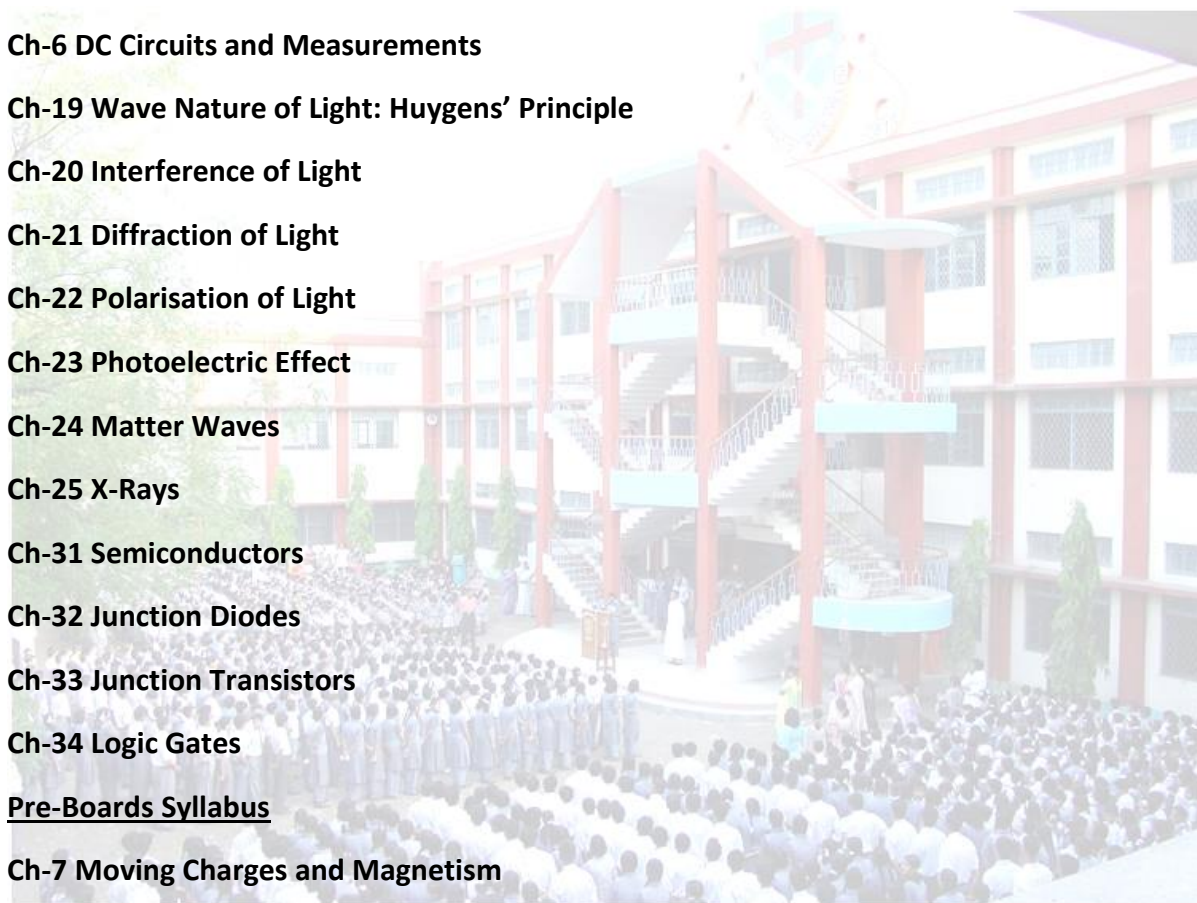 Ch-6 DC Circuits and Measurements
Ch-19 Wave Nature of Light: Huygens’ Principle
Ch-20 Interference of Light
Ch-21 Diffraction of Light
Ch-22 Polarisation of Light
Ch-23 Photoelectric Effect
Ch-24 Matter Waves
Ch-25 X-Rays
Ch-31 Semiconductors
Ch-32 Junction Diodes
Ch-33 Junction Transistors
Ch-34 Logic Gates
Pre-Boards Syllabus
Ch-7 Moving Charges and Magnetism